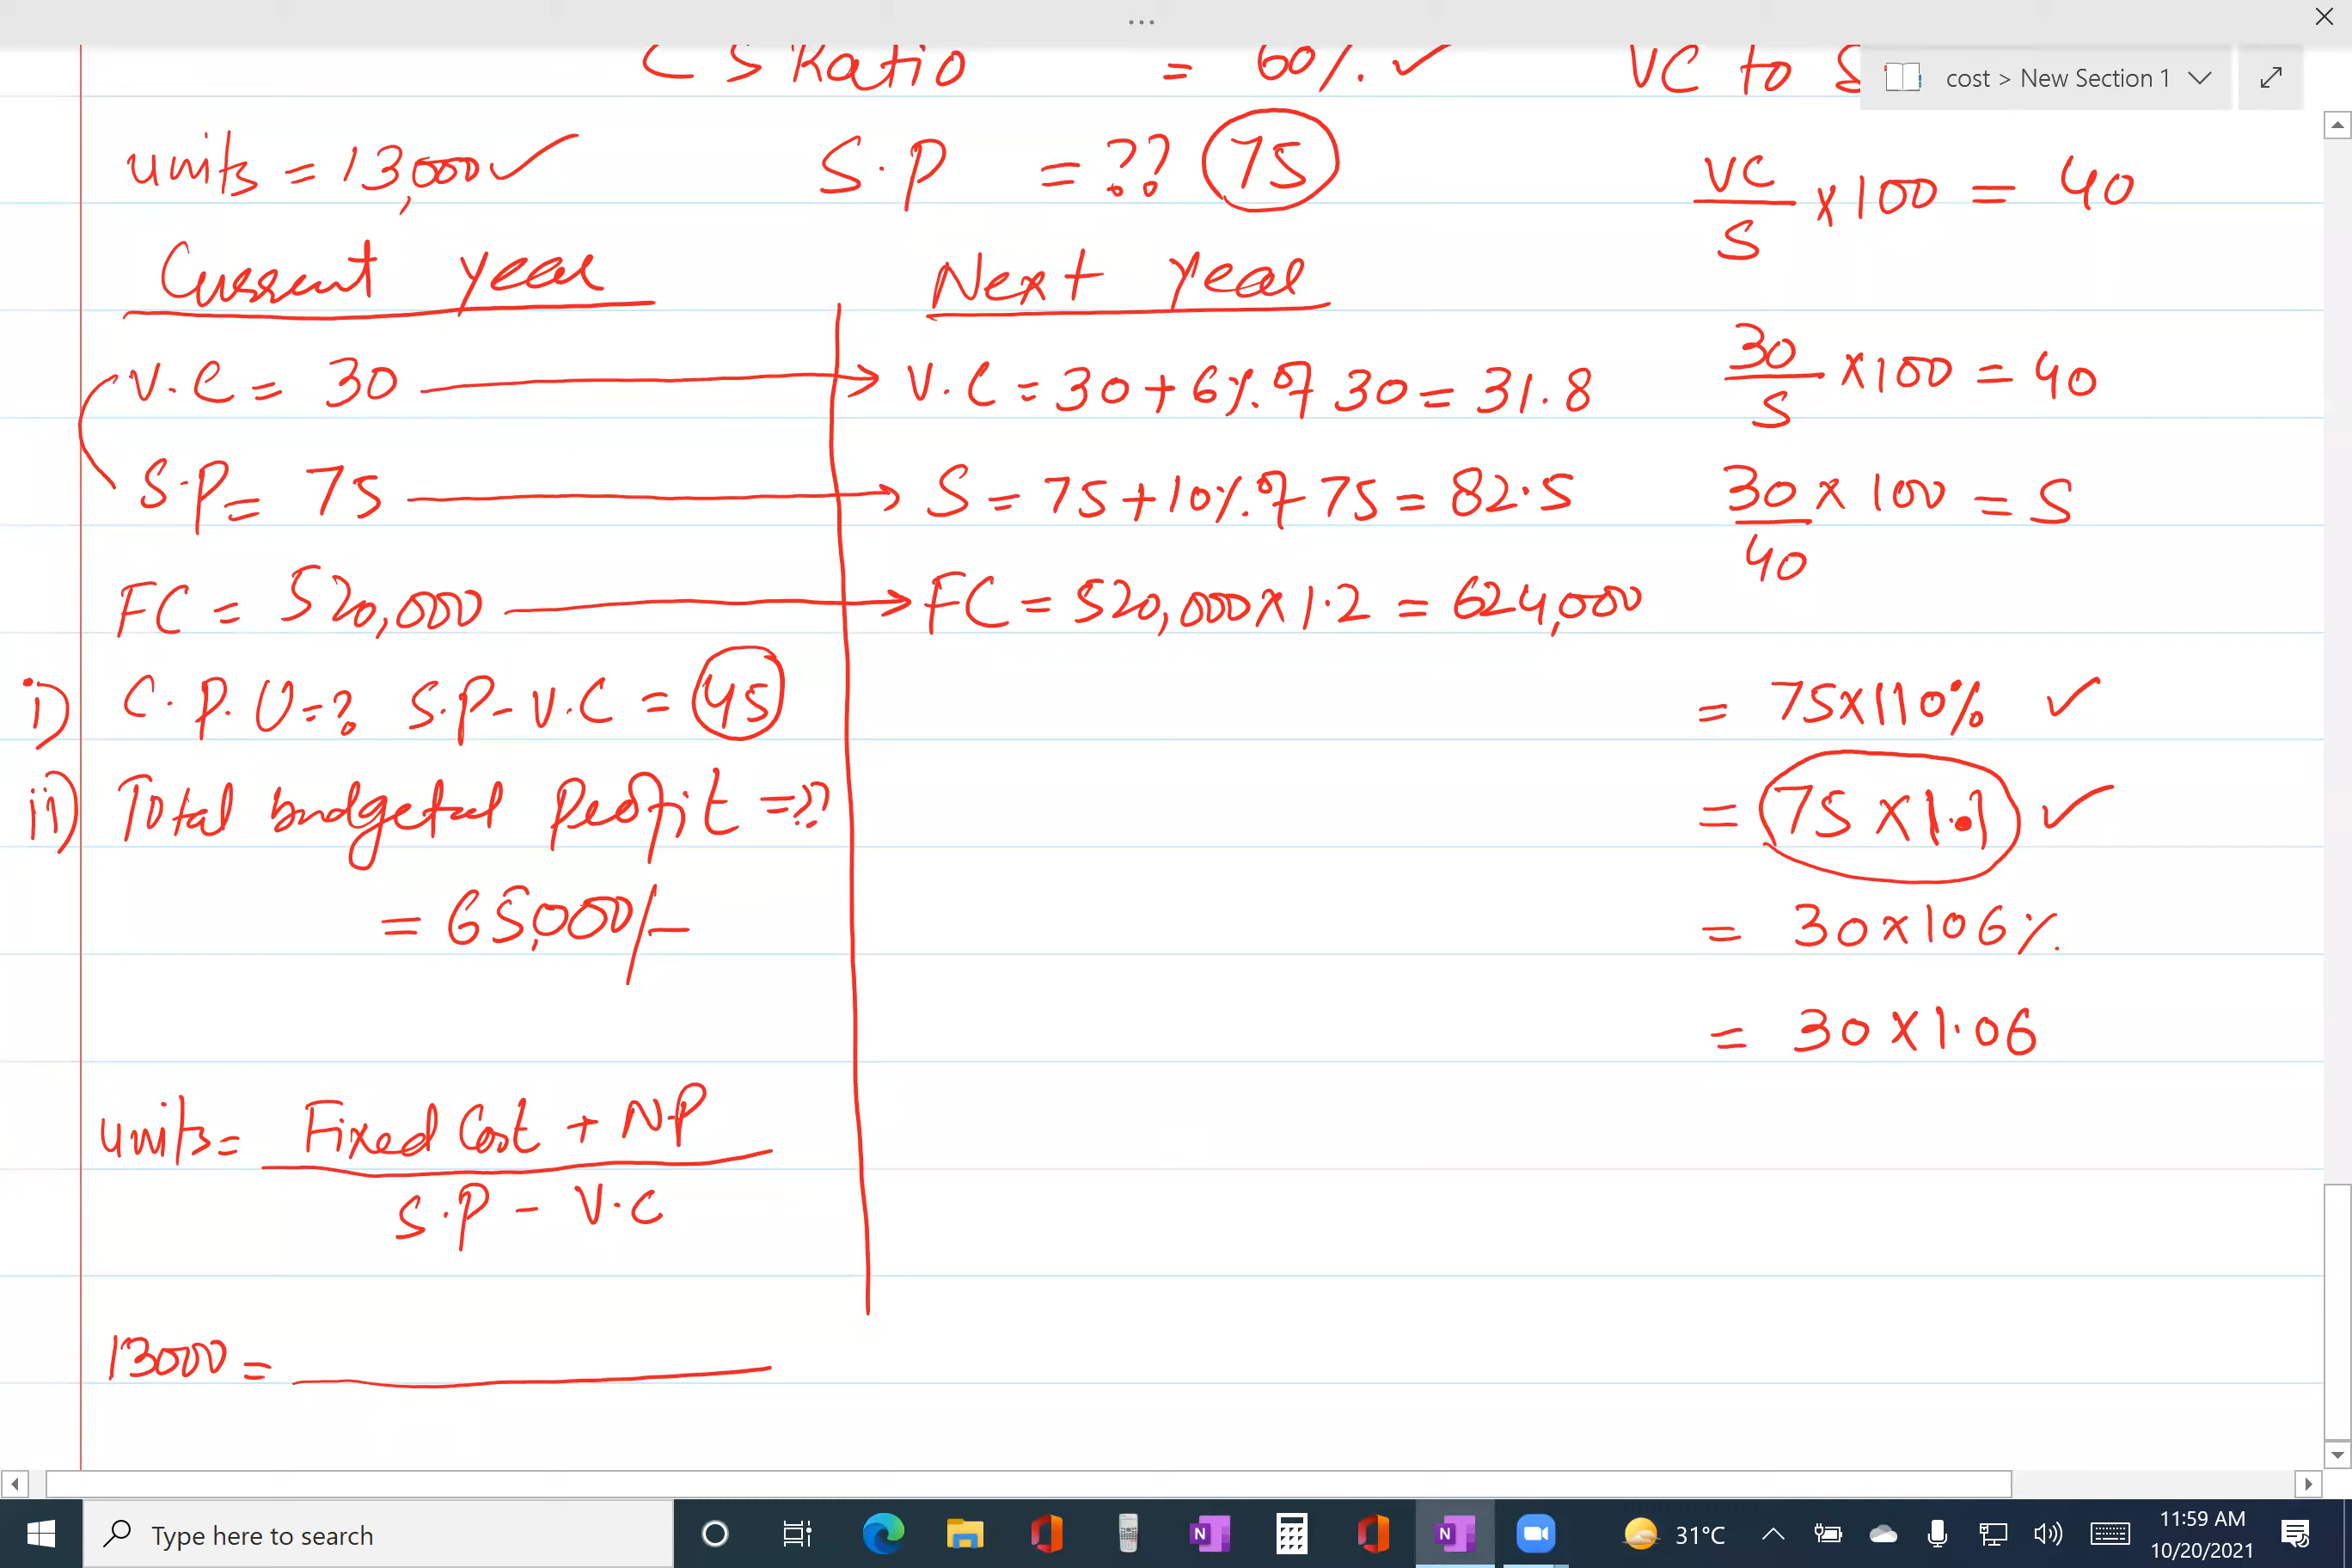 CS Ratio = 60%. ✓ VC to S
cost > New Section 1
units = 13,000 ✓ S.P = ?? 75
VC/S × 100 = 40
Current year Next year
V.C = 30 → V.C = 30 + 6% of 30 = 31.8
30/S × 100 = 40
S.P = 75 → S = 75 + 10% of 75 = 82.5
30/40 × 100 = S
FC = 520,000 → FC = 520,000 × 1.2 = 624,000
i) C.P.U = ? S.P - V.C = 45
= 75 × 110% ✓
ii) Total budgeted Profit = ??
= 75 × 1.1 ✓
= 65,000/-
= 30 × 106%.
= 30 × 1.06
units = Fixed Cost + N.P
S.P - V.C
13000 =
Type here to search
31°C
11:59 AM
10/20/2021